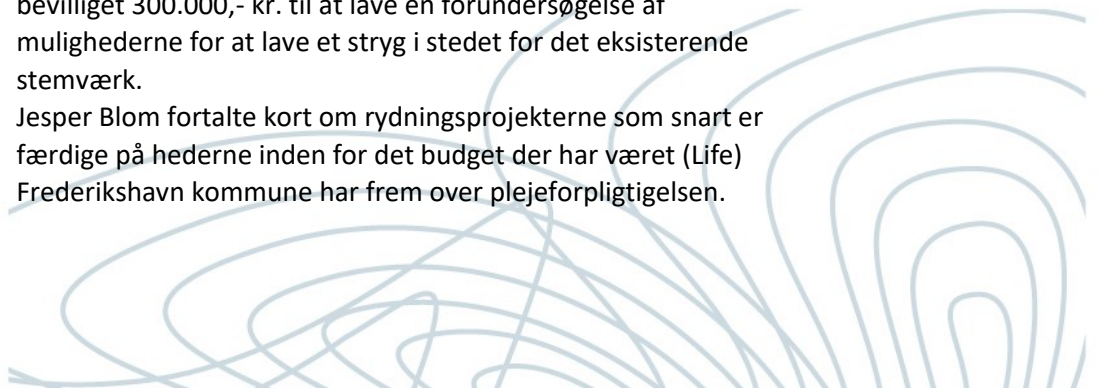 bevilliget 300.000,- kr. til at lave en forundersøgelse af
mulighederne for at lave et stryg i stedet for det eksisterende
stemværk.
Jesper Blom fortalte kort om rydningsprojekterne som snart er
færdige på hederne inden for det budget der har været (Life)
Frederikshavn kommune har frem over plejeforpligtigelsen.